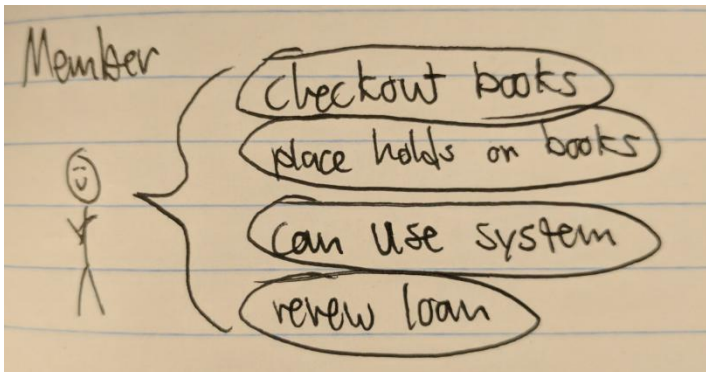 Member
checkout books
place holds on books
can use system
renew loan